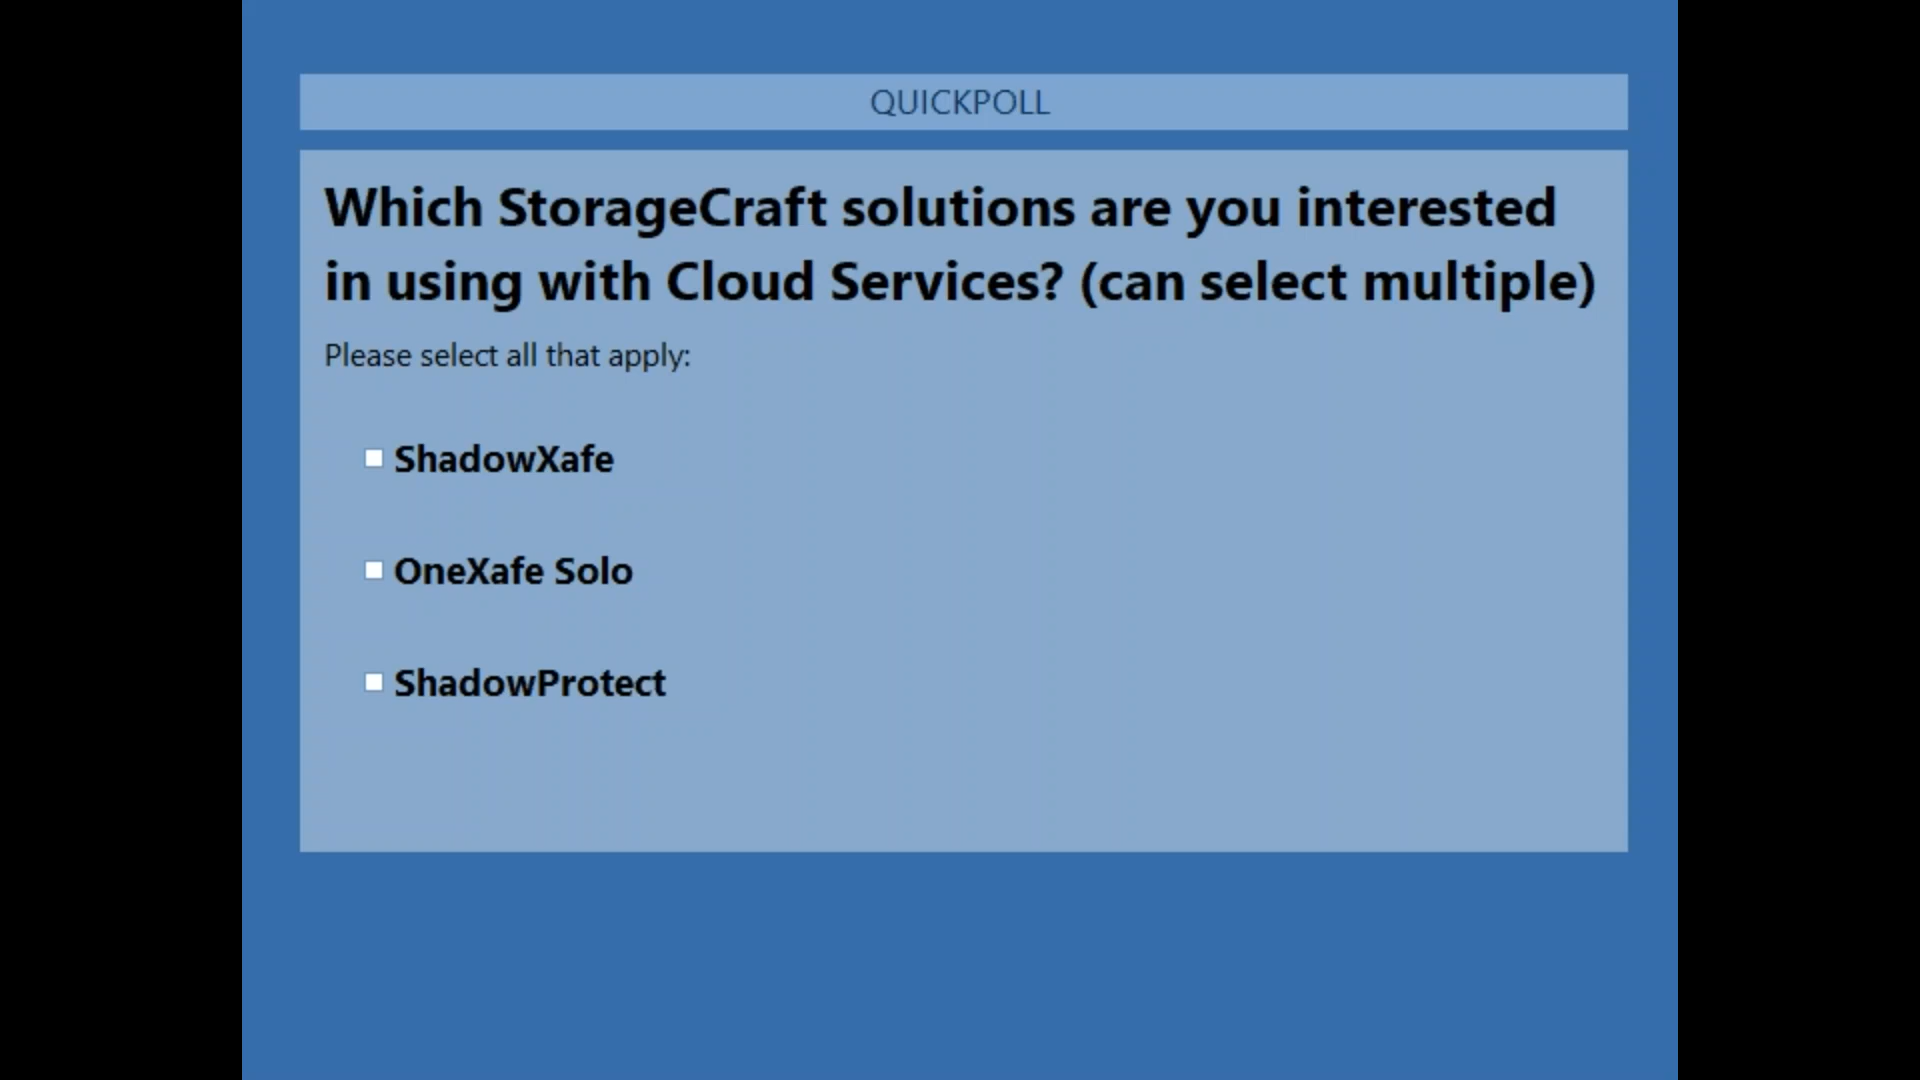 QUICKPOLL
Which StorageCraft solutions are you interested
in using with Cloud Services? (can select multiple)
Please select all that apply:
ShadowXafe
OneXafe Solo
ShadowProtect